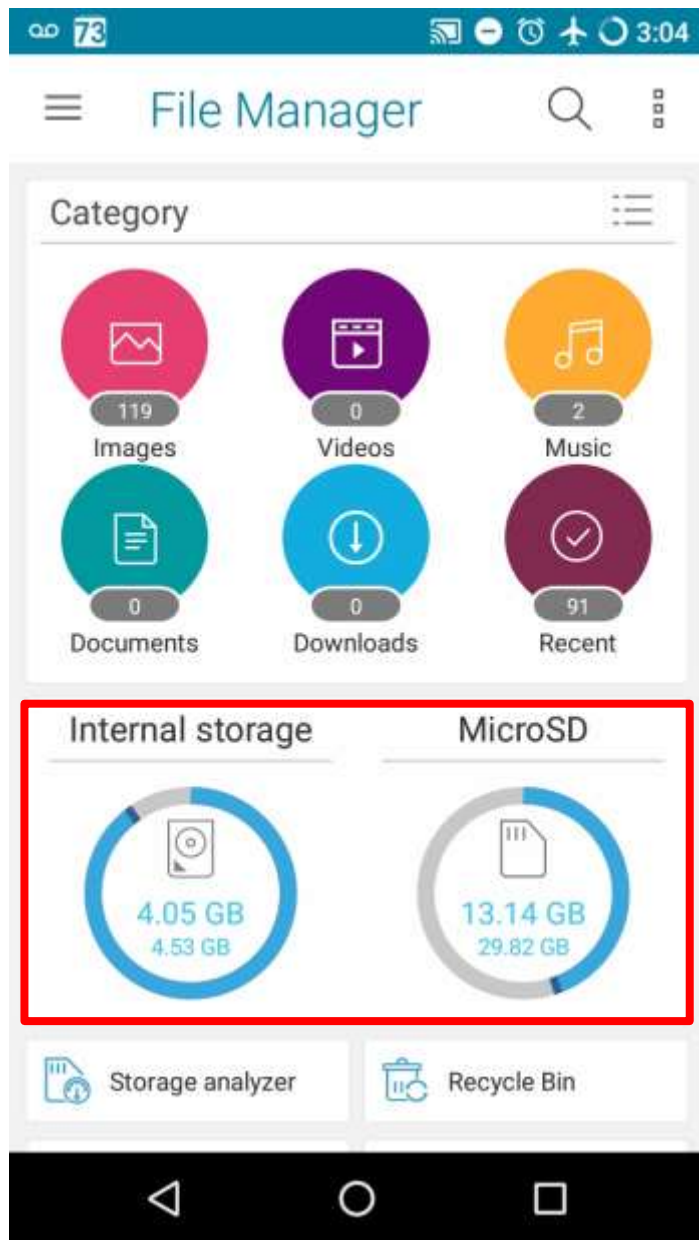 73 3:04
File Manager
Category
119 0 2
Images Videos Music
0 0 91
Documents Downloads Recent
Internal storage MicroSD
4.05 GB 13.14 GB
4.53 GB 29.82 GB
Storage analyzer Recycle Bin